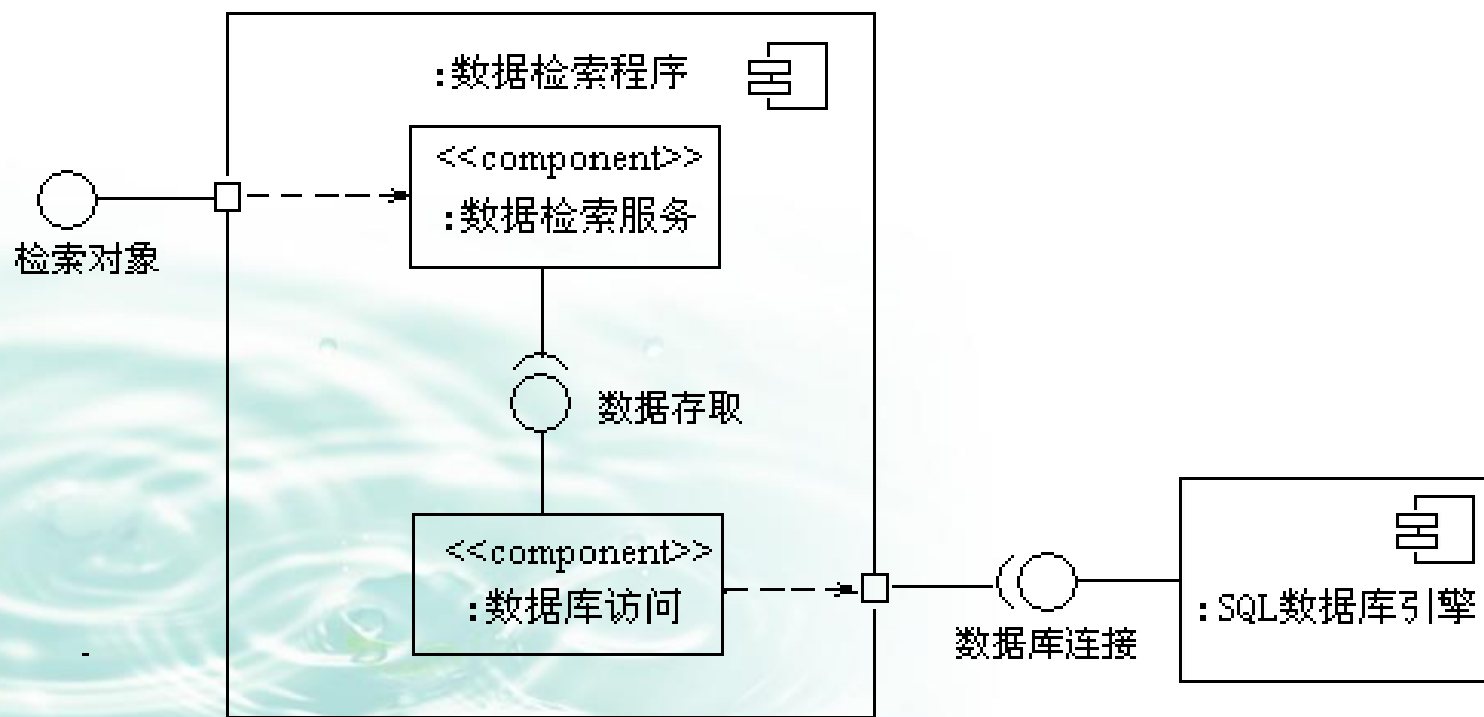 :数据检索程序
<<component>>
:数据检索服务
检索对象
数据存取
<<component>>
:数据库访问
:SQL数据库引擎
数据库连接